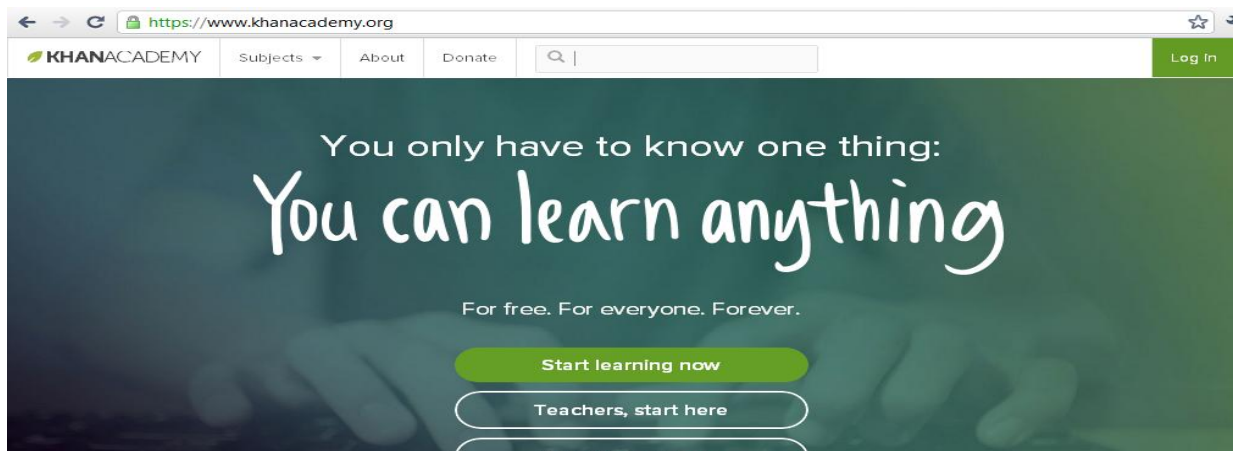 https://www.khanacademy.org
KHANACADEMY Subjects About Donate Log In
You only have to know one thing:
You can learn anything
For free. For everyone. Forever.
Start learning now
Teachers, start here